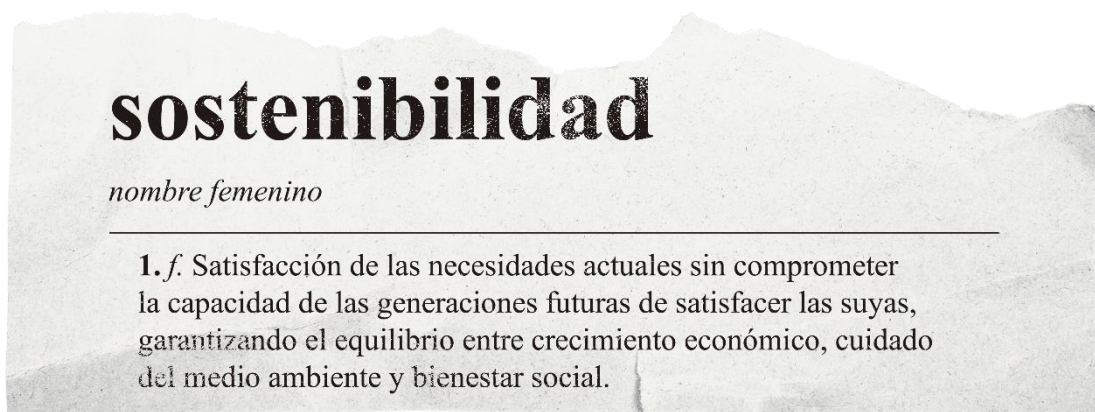 sostenibilidad
nombre femenino
1. f. Satisfacción de las necesidades actuales sin comprometer
la capacidad de las generaciones futuras de satisfacer las suyas,
garantizando el equilibrio entre crecimiento económico, cuidado
del medio ambiente y bienestar social.